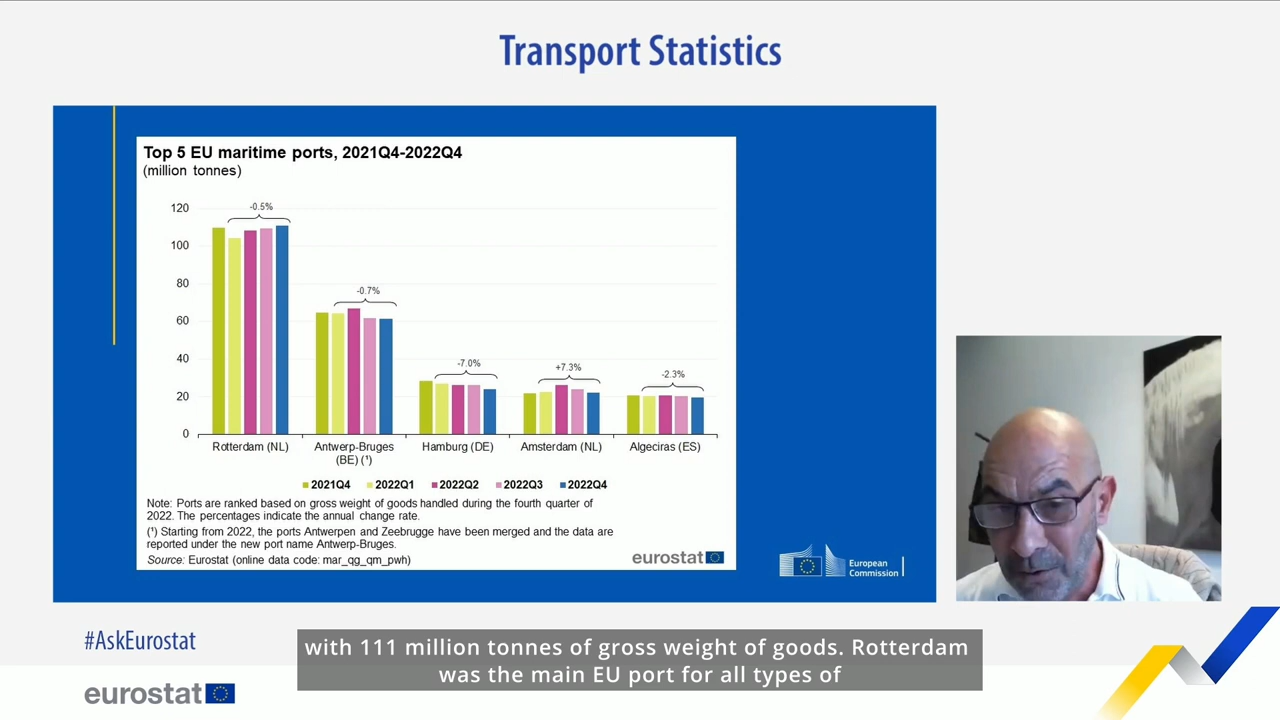 Transport Statistics
Top 5 EU maritime ports, 2021Q4-2022Q4
(million tonnes)
120
100
80
60
40
20
0
-0.5%
-0.7%
-7.0%
+7.3%
-2.3%
Rotterdam (NL)
Antwerp-Bruges
(BE) (¹)
Hamburg (DE)
Amsterdam (NL)
Algeciras (ES)
2021Q4 2022Q1 2022Q2 2022Q3 2022Q4
Note: Ports are ranked based on gross weight of goods handled during the fourth quarter of
2022. The percentages indicate the annual change rate.
(¹) Starting from 2022, the ports Antwerpen and Zeebrugge have been merged and the data are
reported under the new port name Antwerp-Bruges.
Source: Eurostat (online data code: mar_qg_qm_pwh)
eurostat
European
Commission
#AskEurostat
with 111 million tonnes of gross weight of goods. Rotterdam
was the main EU port for all types of
eurostat